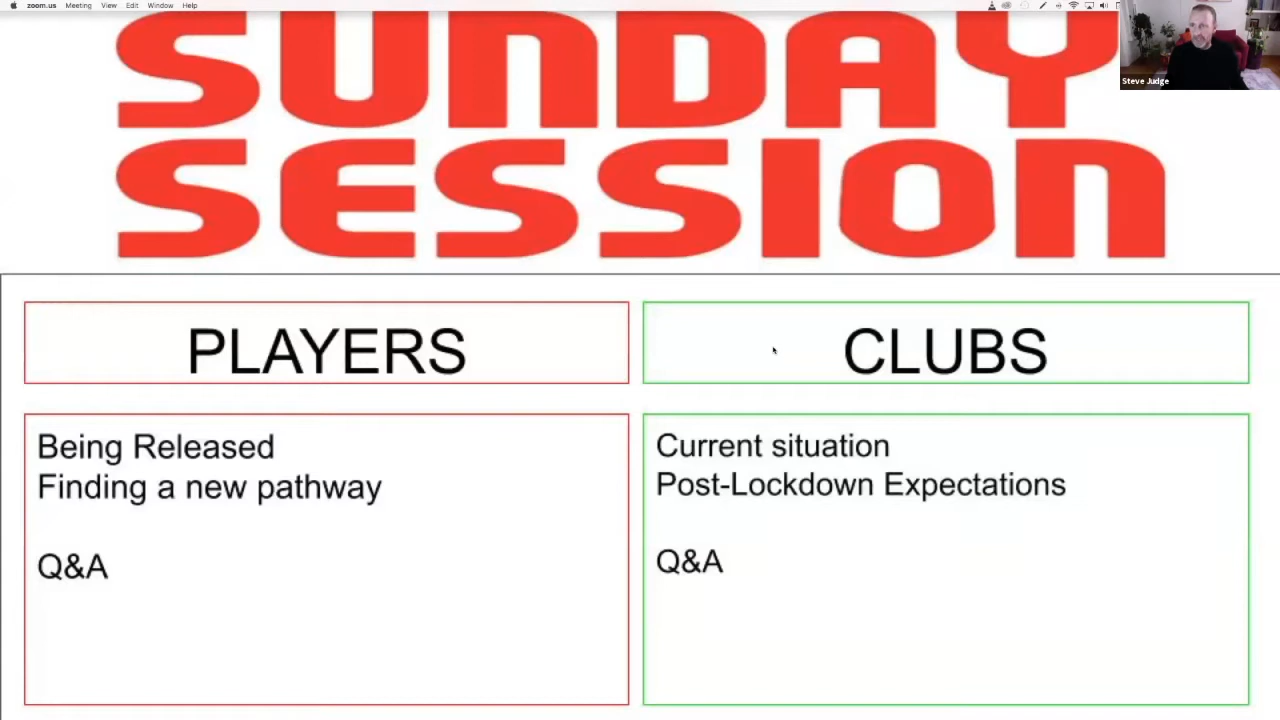 zoom.us Meeting View Edit Window Help
Steve Judge
SUNDAY
SESSION
PLAYERS
CLUBS
Being Released
Finding a new pathway
Q&A
Current situation
Post-Lockdown Expectations
Q&A